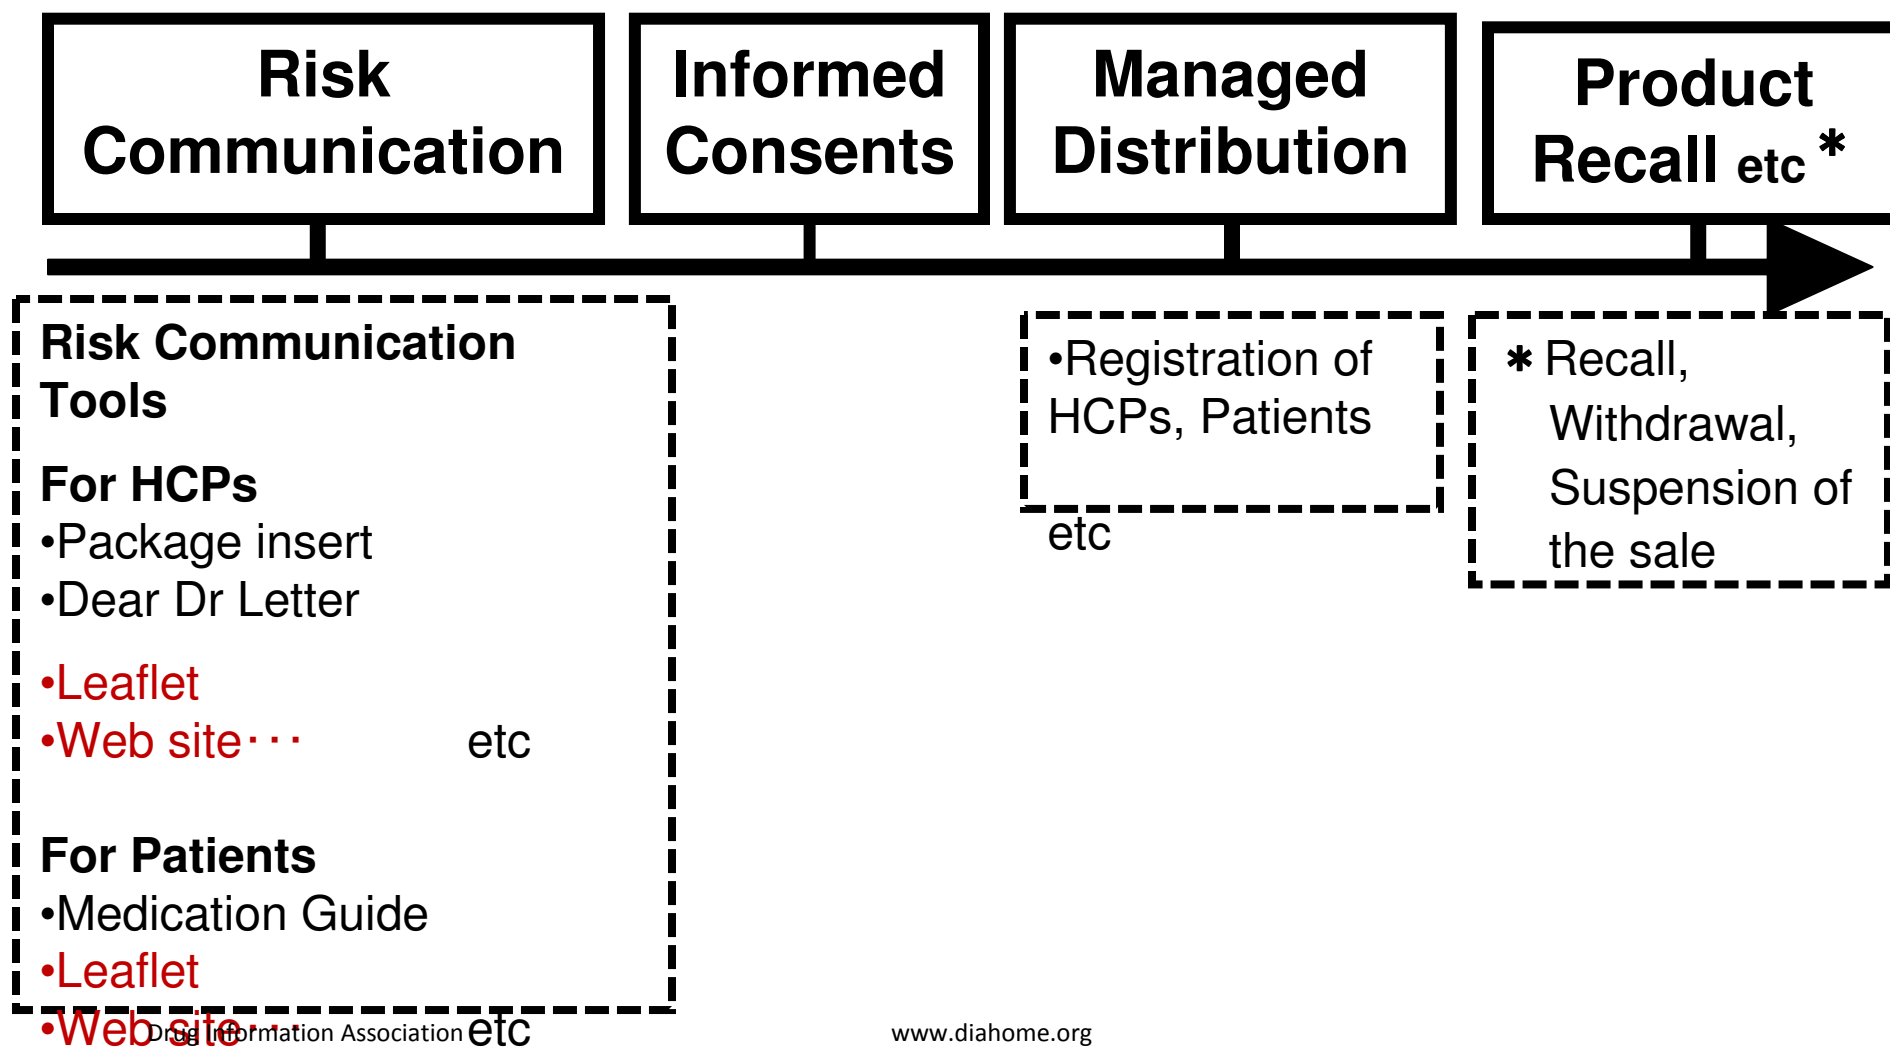 Risk
Communication
Informed
Consents
Managed
Distribution
Product
Recall etc *
Risk Communication
Tools
For HCPs
•Package insert
•Dear Dr Letter
•Leaflet
•Web site･･･ etc
For Patients
•Medication Guide
•Leaflet
•Web site･･･ etc
•Registration of
HCPs, Patients
etc
* Recall,
Withdrawal,
Suspension of
the sale
Drug Information Association
www.diahome.org